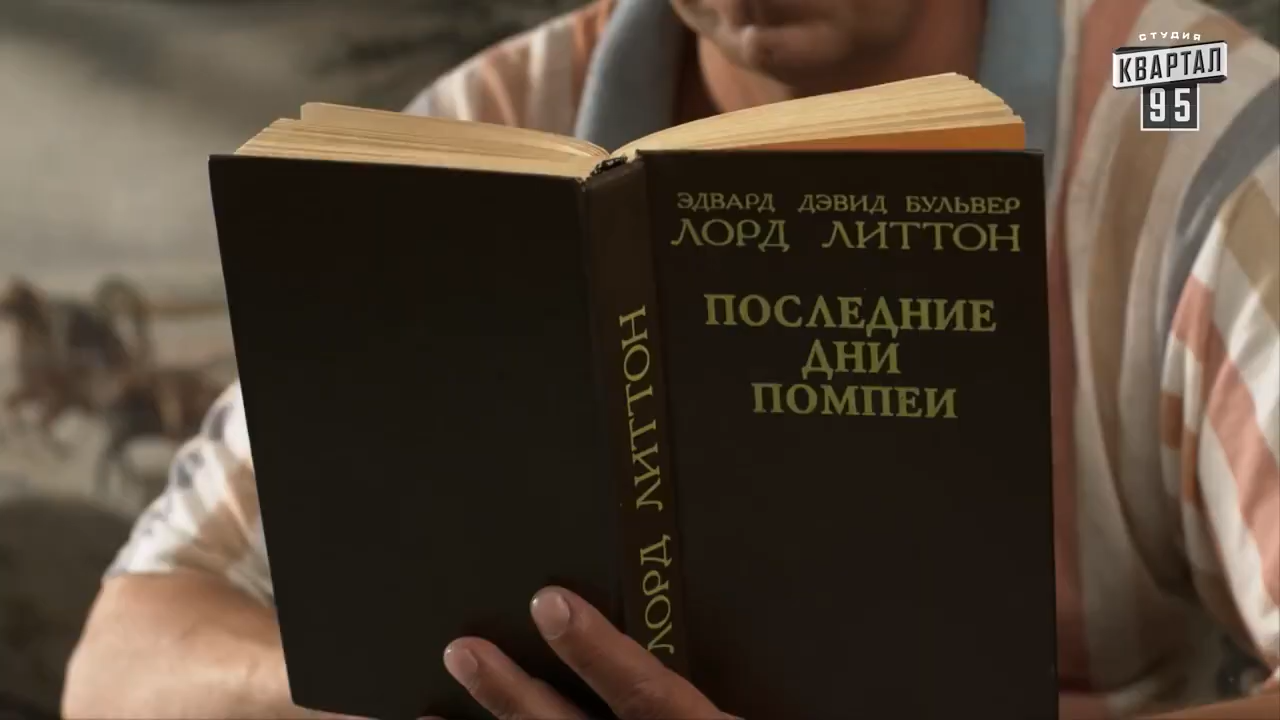 СТУДИЯ
КВАРТАЛ
95
ЭДВАРД ДЭВИД БУЛЬВЕР
ЛОРД ЛИТТОН
ПОСЛЕДНИЕ
ДНИ
ПОМПЕИ
ЛОРД ЛИТТОН